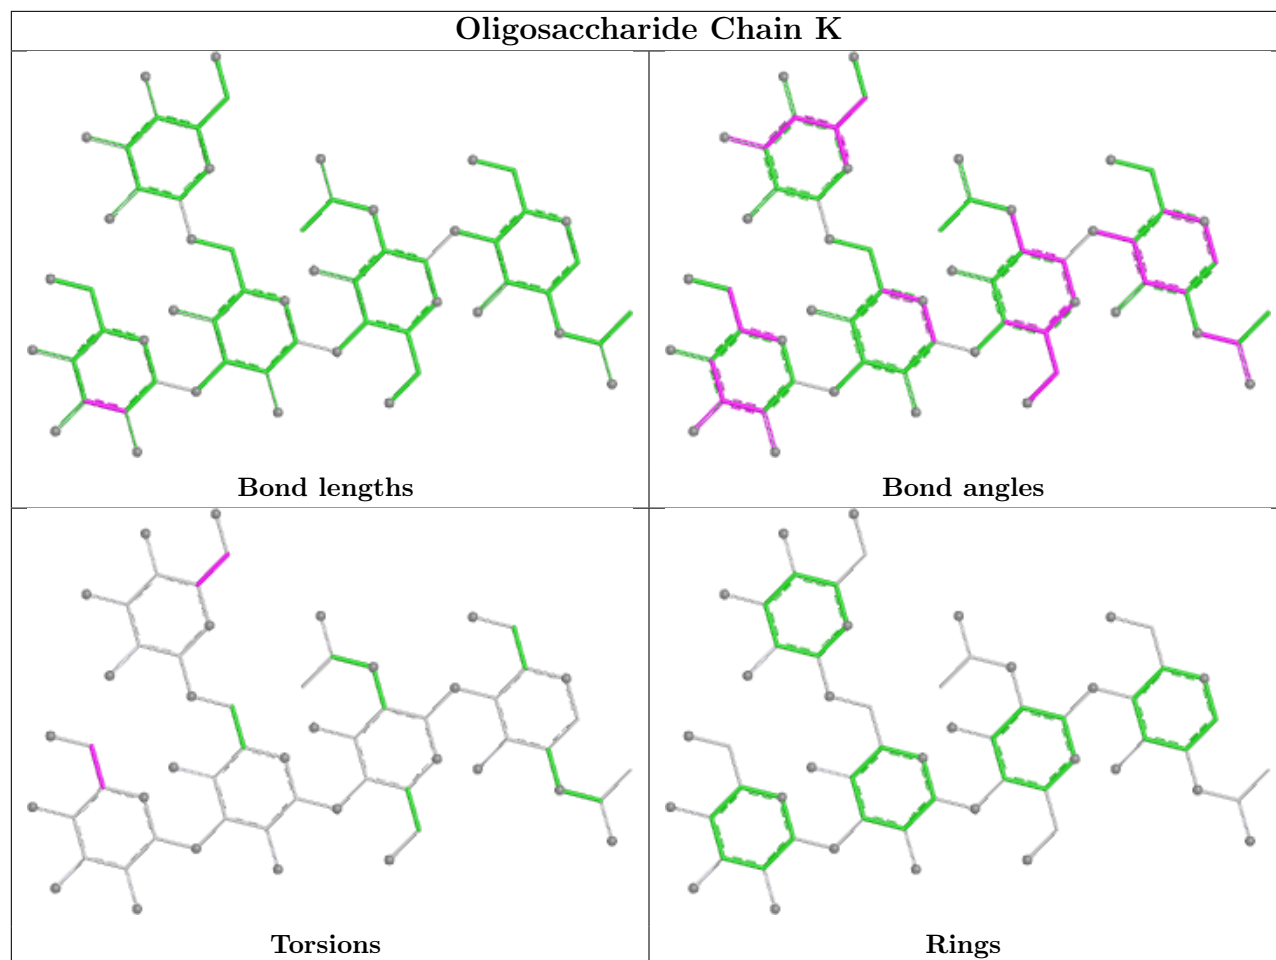 Oligosaccharide Chain K
Bond lengths
Bond angles
Torsions
Rings